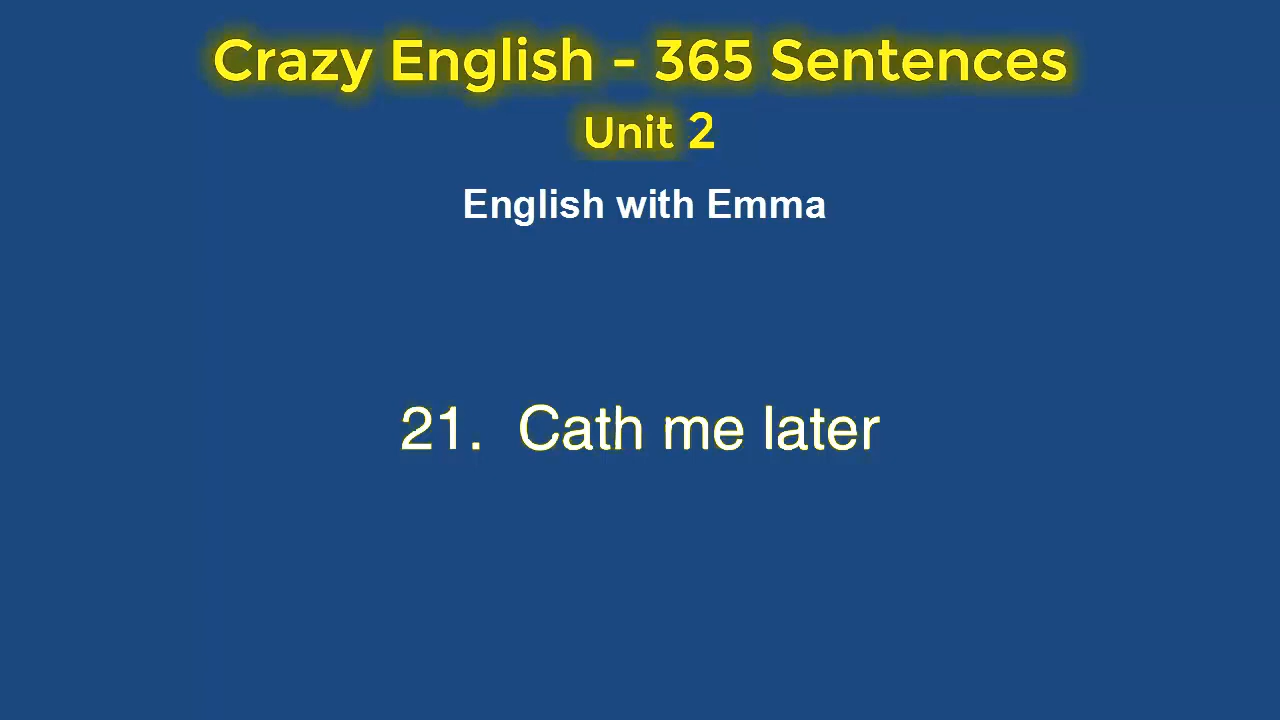 Crazy English - 365 Sentences
Unit 2
English with Emma
21. Cath me later